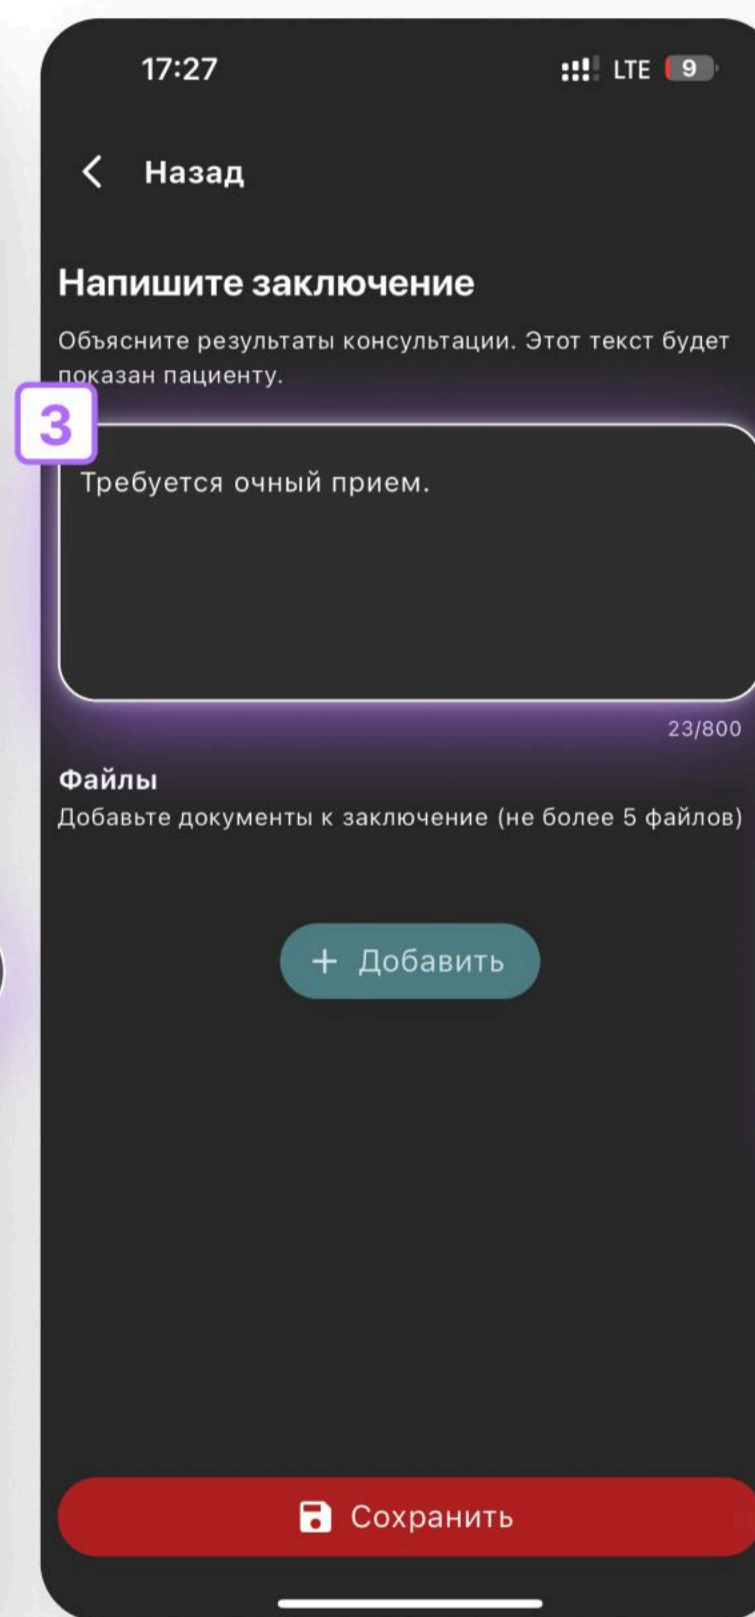 17:27
LTE 9
Назад
Напишите заключение
Объясните результаты консультации. Этот текст будет
показан пациенту.
3
Требуется очный прием.
23/800
Файлы
Добавьте документы к заключение (не более 5 файлов)
+ Добавить
Сохранить